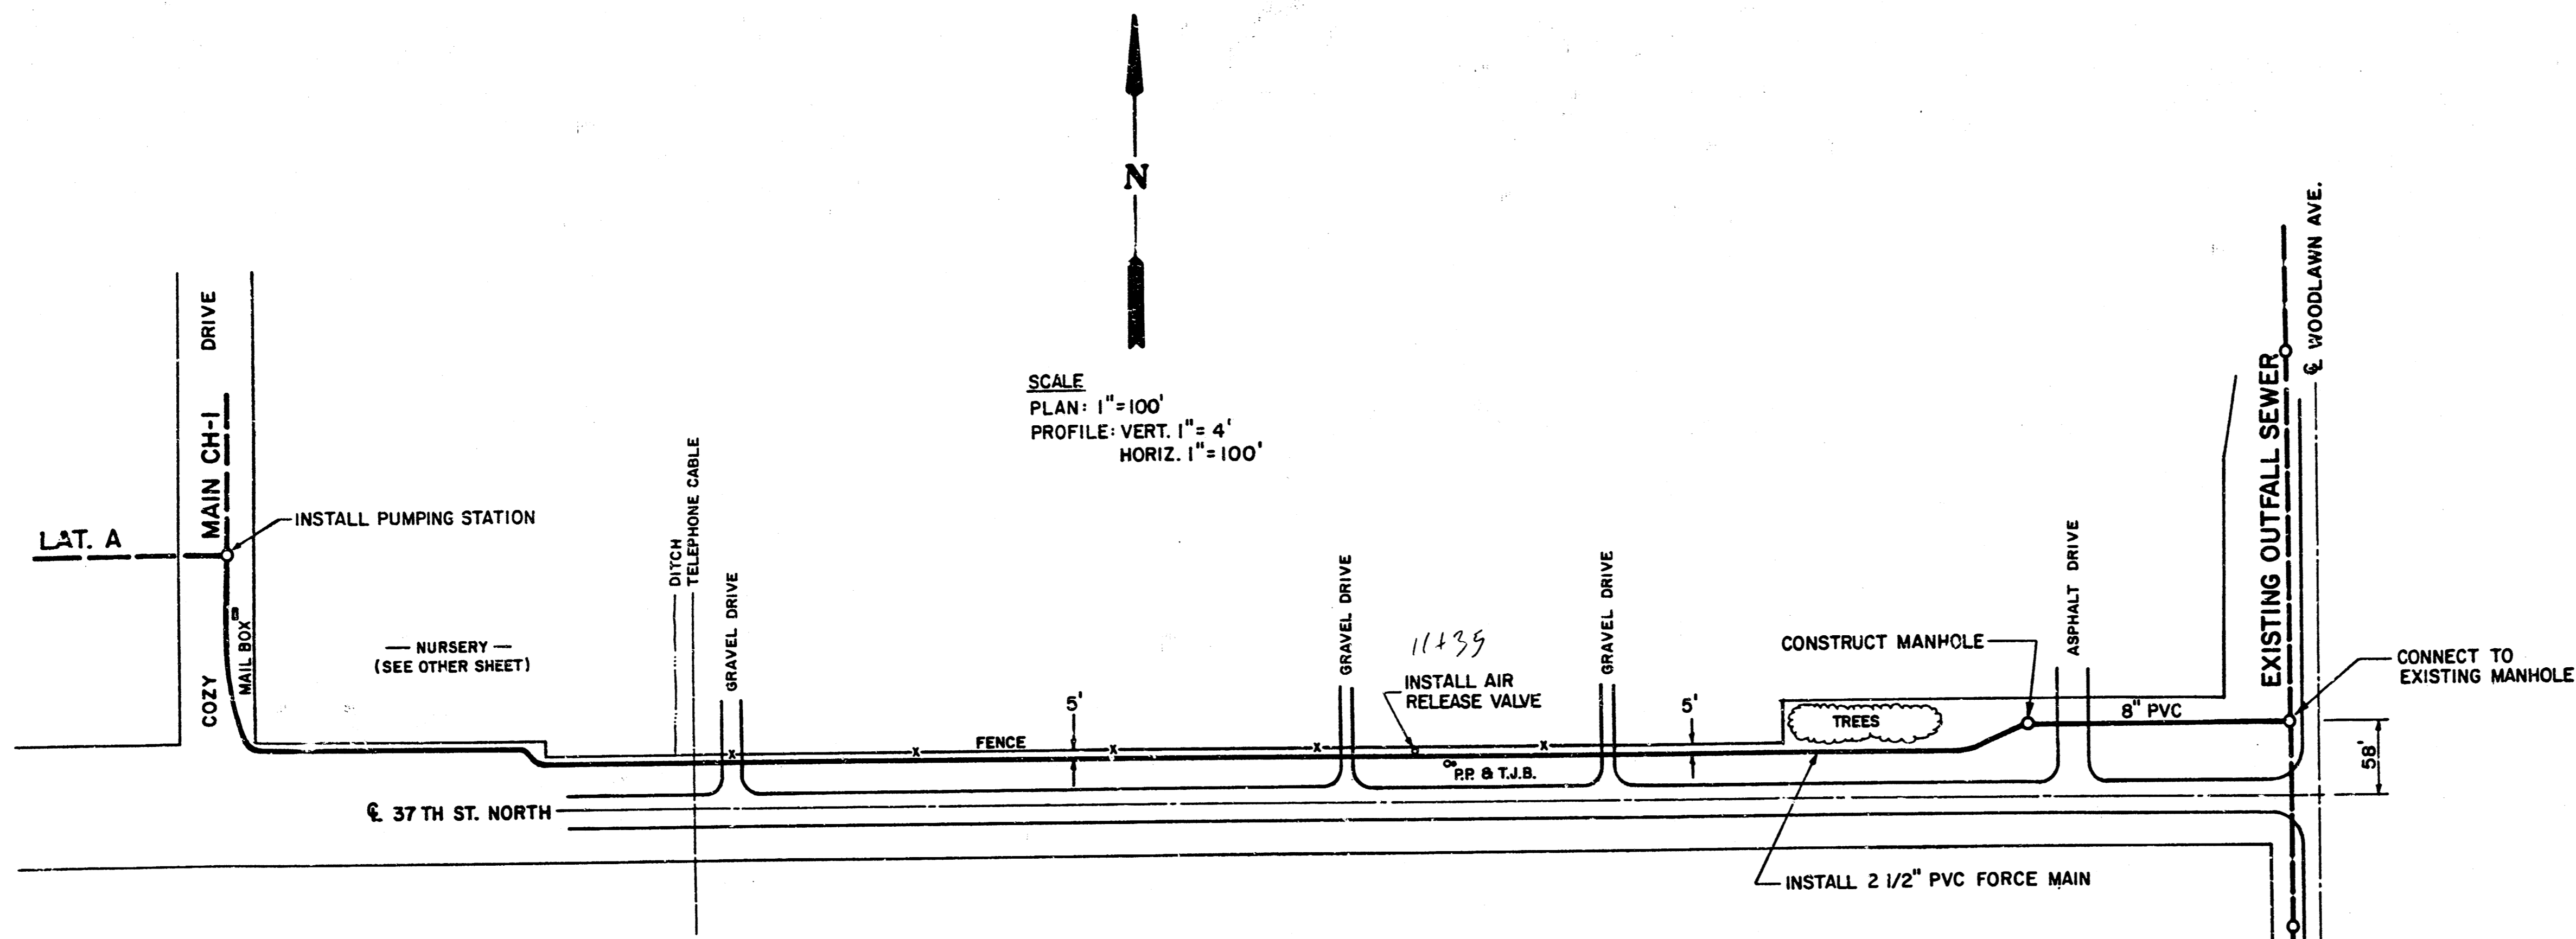 N
SCALE
PLAN: 1"=100'
PROFILE: VERT. 1"= 4'
HORIZ. 1"=100'
LAT. A
MAIN CH-1
COZY DRIVE
INSTALL PUMPING STATION
MAIL BOX
— NURSERY —
(SEE OTHER SHEET)
DITCH
TELEPHONE CABLE
GRAVEL DRIVE
5'
FENCE
GRAVEL DRIVE
11+35
INSTALL AIR
RELEASE VALVE
P.P. & T.J.B.
GRAVEL DRIVE
5'
TREES
CONSTRUCT MANHOLE
ASPHALT DRIVE
8" PVC
EXISTING OUTFALL SEWER
℄ WOODLAWN AVE.
CONNECT TO
EXISTING MANHOLE
58'
℄ 37TH ST. NORTH
INSTALL 2 1/2" PVC FORCE MAIN